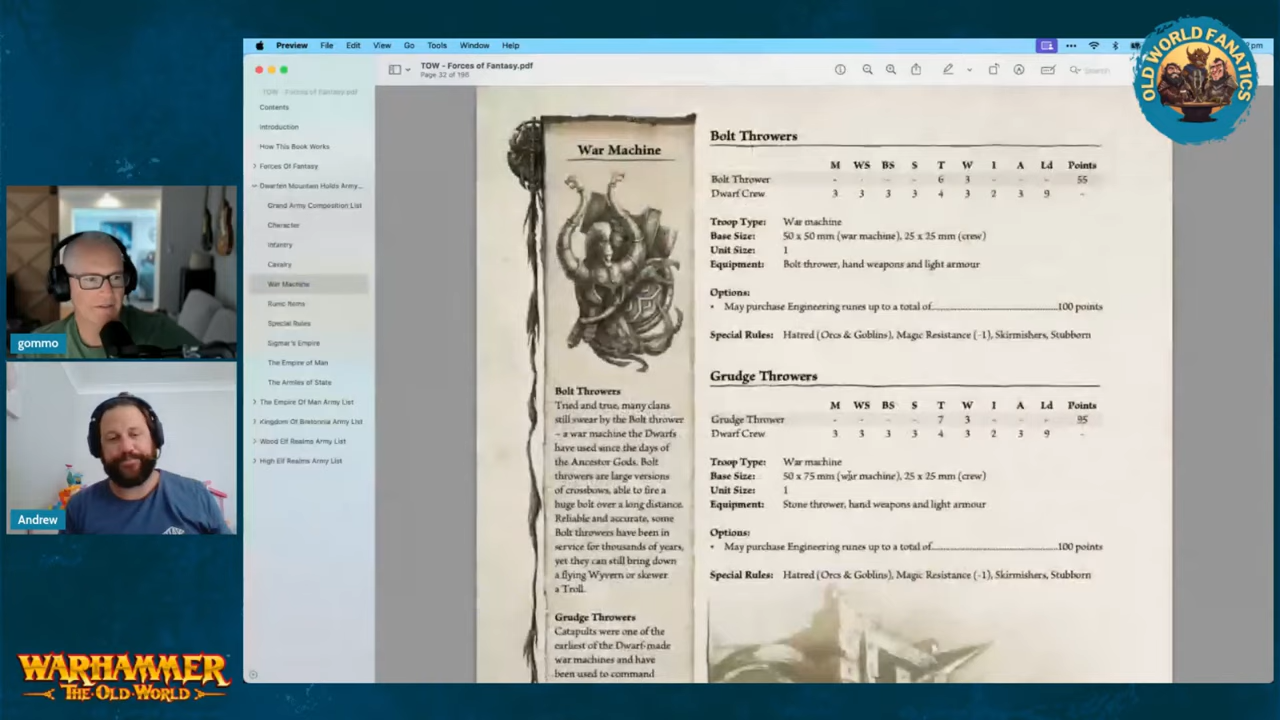 Preview File Edit View Go Tools Window Help
TOW - Forces of Fantasy.pdf
Page 32 of 196
Search
OLD WORLD FANATICS
TOW - Forces of Fantasy.pdf
Contents
Introduction
How This Book Works
Forces Of Fantasy
Dwarfen Mountain Holds Army...
Grand Army Composition List
Character
Infantry
Cavalry
War Machine
Runic Items
Special Rules
Sigmar's Empire
The Empire of Man
The Armies of State
The Empire Of Man Army List
Kingdom Of Bretonnia Army List
Wood Elf Realms Army List
High Elf Realms Army List
gommo
Andrew
WARHAMMER
THE OLD WORLD
War Machine
Bolt Throwers
Tried and true, many clans
still swear by the Bolt thrower
– a war machine the Dwarfs
have used since the days of
the Ancestor Gods. Bolt
throwers are large versions
of crossbows, able to fire a
huge bolt over a long distance.
Reliable and accurate, some
Bolt throwers have been in
service for thousands of years,
yet they can still bring down
a flying Wyvern or skewer
a Troll.
Grudge Throwers
Catapults were one of the
earliest of the Dwarf-made
war machines and have
been used to command
Bolt Throwers
M WS BS S T W I A Ld Points
Bolt Thrower - - - - 6 3 - - - 55
Dwarf Crew 3 3 3 3 4 3 2 3 9 -
Troop Type: War machine
Base Size: 50 x 50 mm (war machine), 25 x 25 mm (crew)
Unit Size: 1
Equipment: Bolt thrower, hand weapons and light armour
Options:
• May purchase Engineering runes up to a total of........................................100 points
Special Rules: Hatred (Orcs & Goblins), Magic Resistance (-1), Skirmishers, Stubborn
Grudge Throwers
M WS BS S T W I A Ld Points
Grudge Thrower - - - - 7 3 - - - 95
Dwarf Crew 3 3 3 3 4 3 2 3 9 -
Troop Type: War machine
Base Size: 50 x 75 mm (war machine), 25 x 25 mm (crew)
Unit Size: 1
Equipment: Stone thrower, hand weapons and light armour
Options:
• May purchase Engineering runes up to a total of........................................100 points
Special Rules: Hatred (Orcs & Goblins), Magic Resistance (-1), Skirmishers, Stubborn